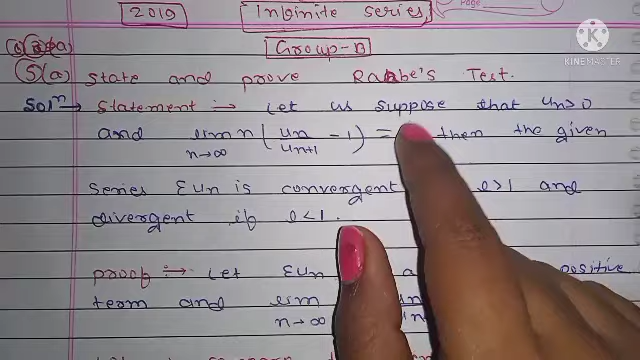 2019 Infinite series
Page
Group-B
(5)(a) State and prove Raabe's Test.
Solⁿ → Statement :→ Let us suppose that un>0
and lim n→∞ n (un/un+1 - 1) = then the given
series Σun is convergent l>1 and
divergent if l<1.
proof :→ Let Σun a positive
term and lim n→∞
KINEMASTER